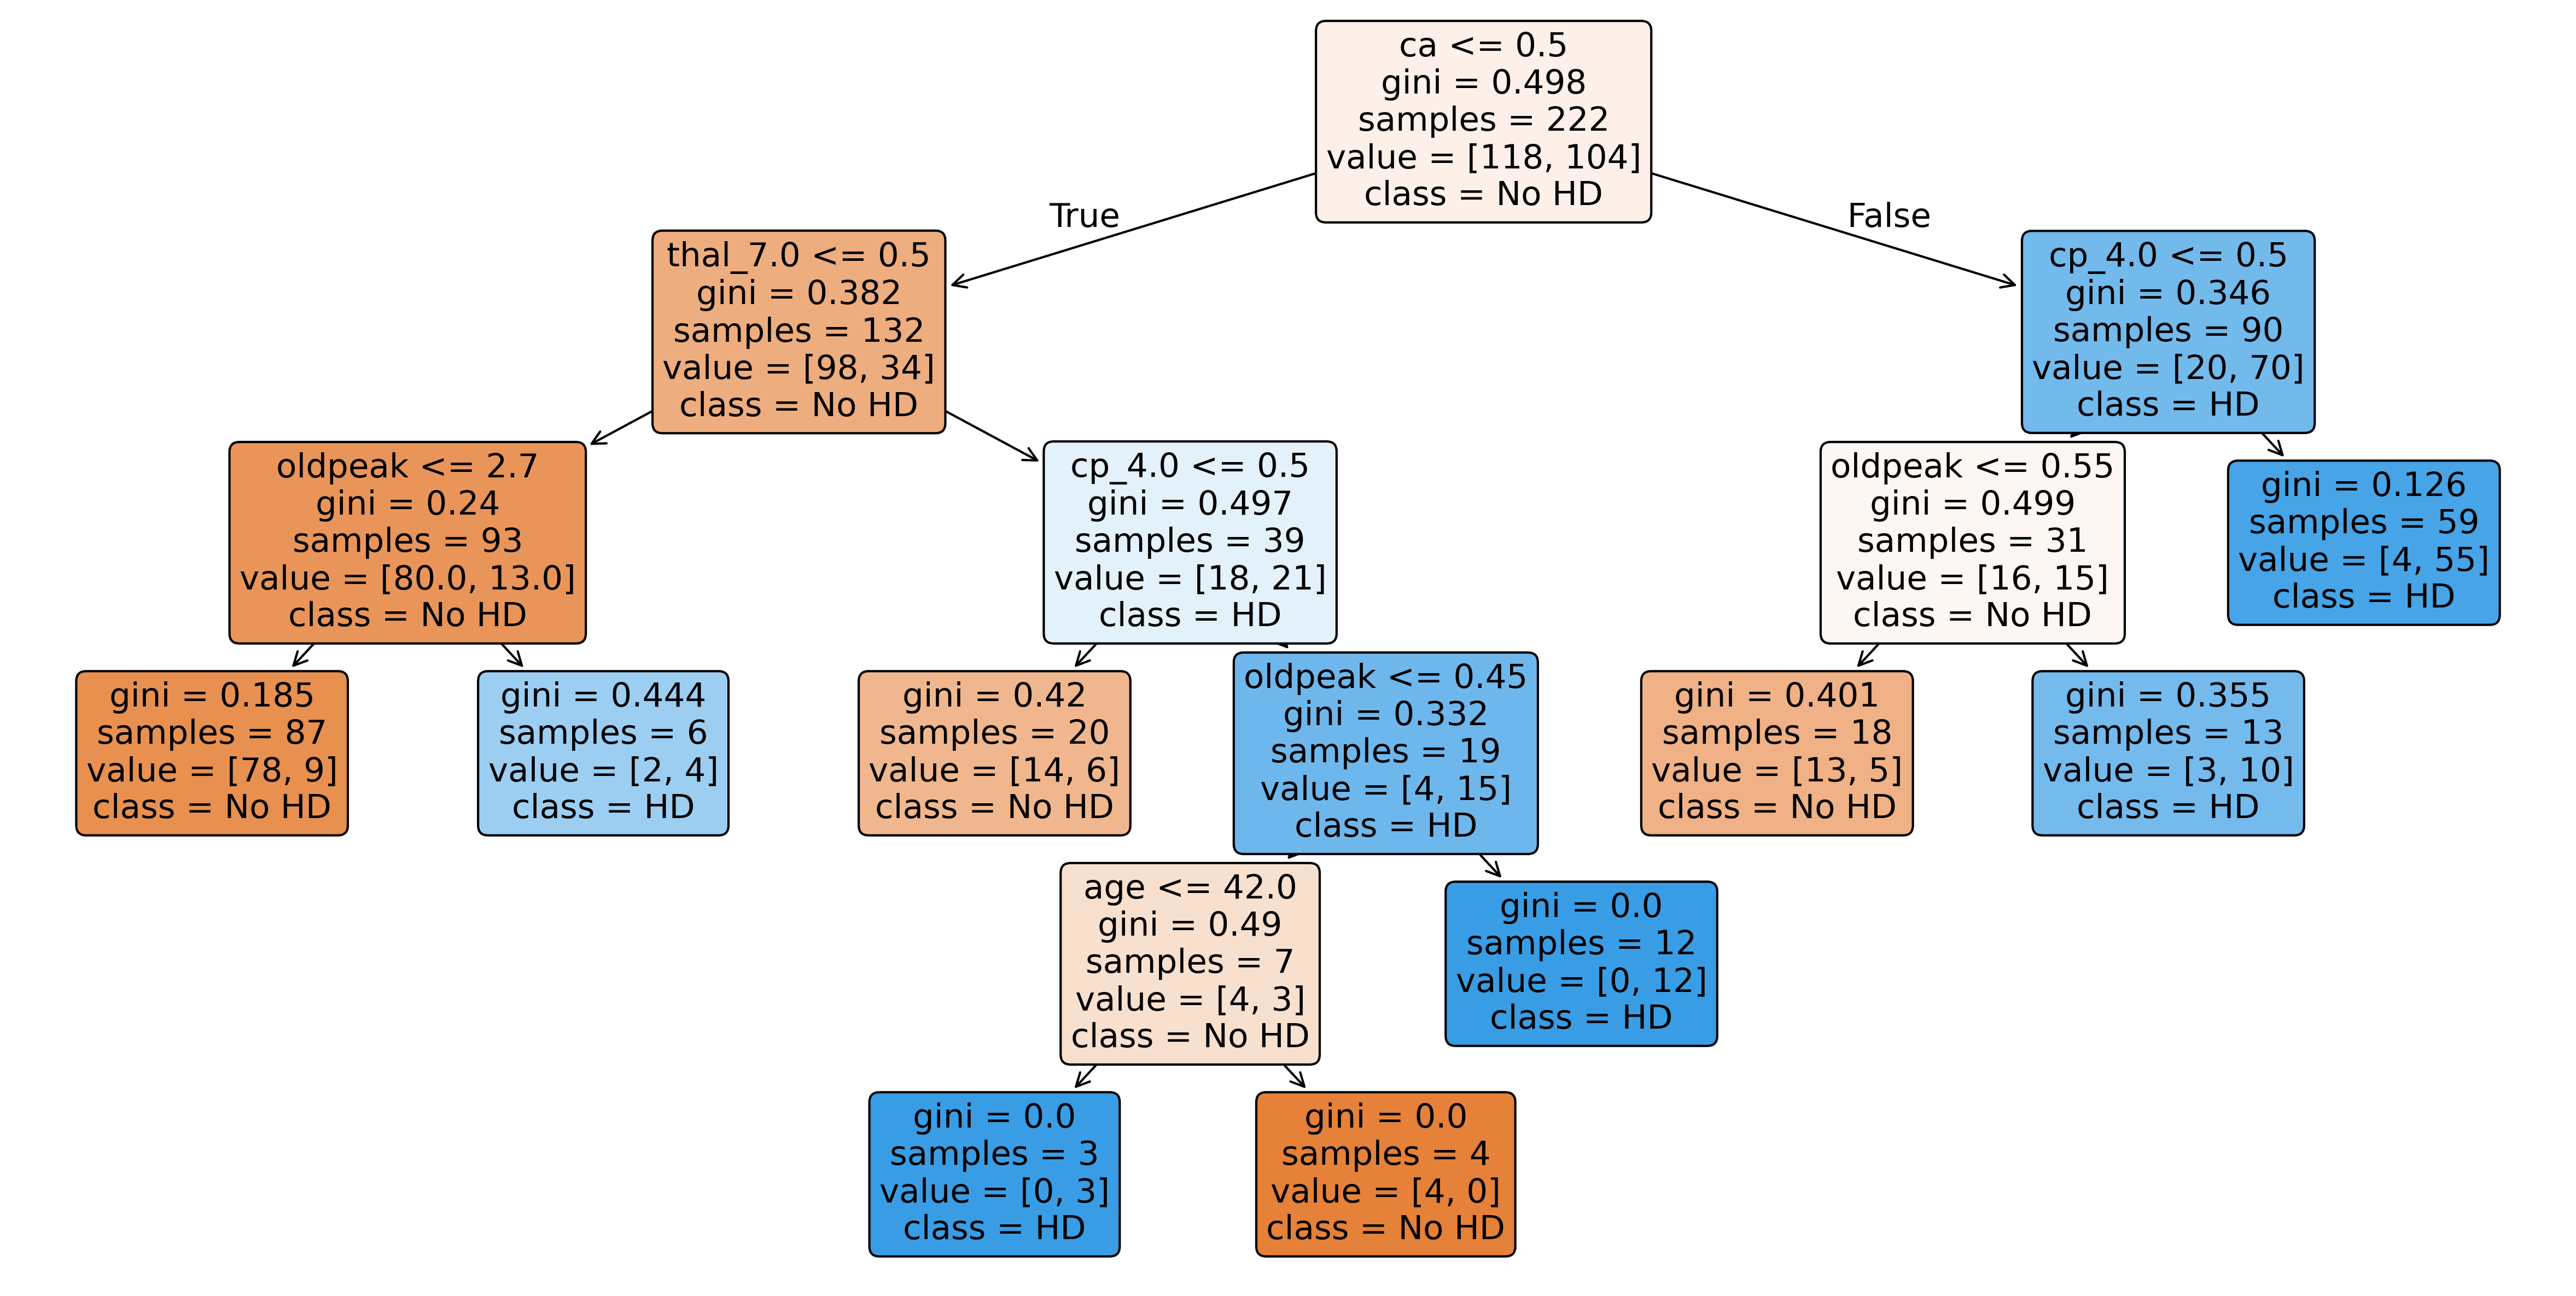 ca <= 0.5
gini = 0.498
samples = 222
value = [118, 104]
class = No HD
True
False
thal_7.0 <= 0.5
gini = 0.382
samples = 132
value = [98, 34]
class = No HD
cp_4.0 <= 0.5
gini = 0.346
samples = 90
value = [20, 70]
class = HD
oldpeak <= 2.7
gini = 0.24
samples = 93
value = [80.0, 13.0]
class = No HD
cp_4.0 <= 0.5
gini = 0.497
samples = 39
value = [18, 21]
class = HD
oldpeak <= 0.55
gini = 0.499
samples = 31
value = [16, 15]
class = No HD
gini = 0.126
samples = 59
value = [4, 55]
class = HD
gini = 0.185
samples = 87
value = [78, 9]
class = No HD
gini = 0.444
samples = 6
value = [2, 4]
class = HD
gini = 0.42
samples = 20
value = [14, 6]
class = No HD
oldpeak <= 0.45
gini = 0.332
samples = 19
value = [4, 15]
class = HD
gini = 0.401
samples = 18
value = [13, 5]
class = No HD
gini = 0.355
samples = 13
value = [3, 10]
class = HD
age <= 42.0
gini = 0.49
samples = 7
value = [4, 3]
class = No HD
gini = 0.0
samples = 12
value = [0, 12]
class = HD
gini = 0.0
samples = 3
value = [0, 3]
class = HD
gini = 0.0
samples = 4
value = [4, 0]
class = No HD